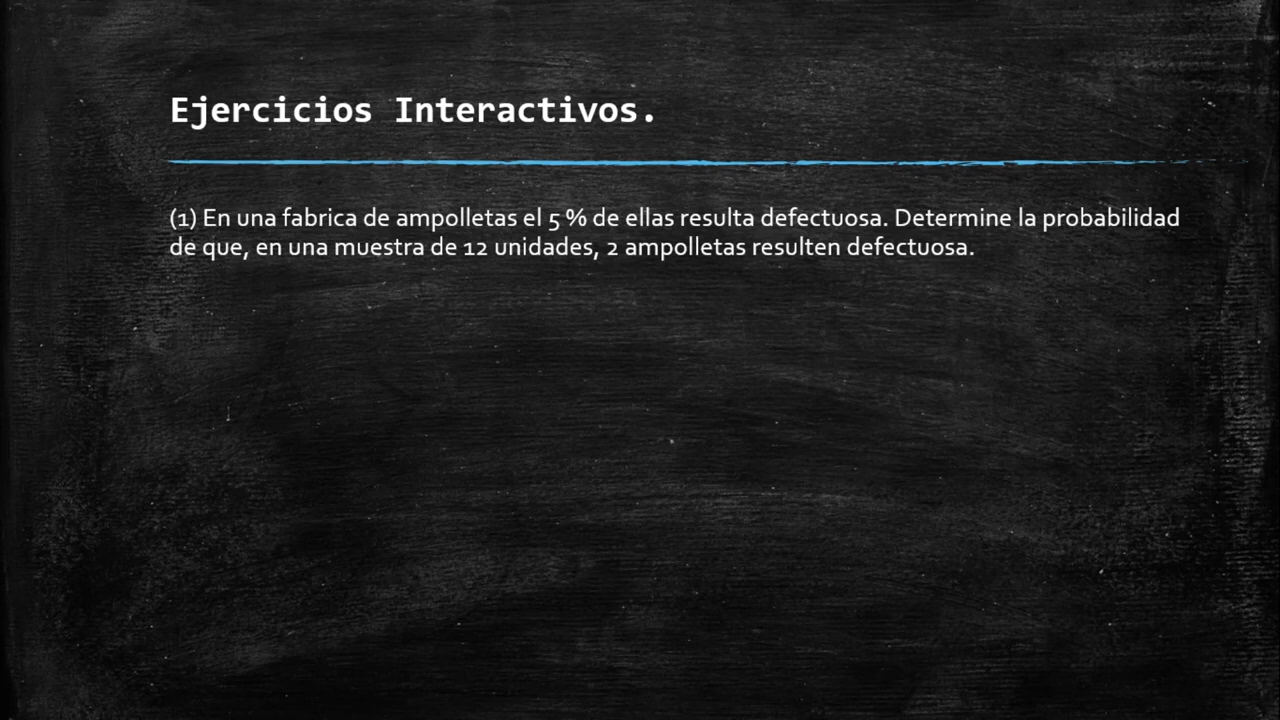 Ejercicios Interactivos.
(1) En una fabrica de ampolletas el 5 % de ellas resulta defectuosa. Determine la probabilidad
de que, en una muestra de 12 unidades, 2 ampolletas resulten defectuosa.